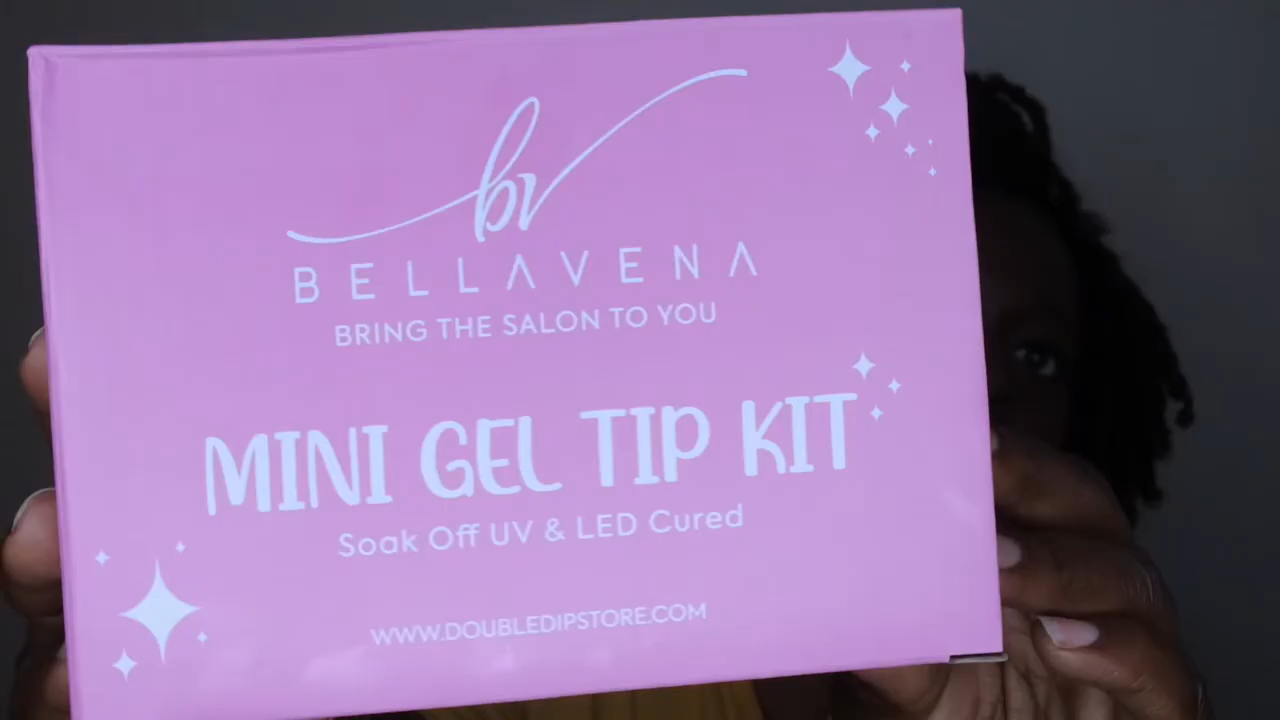 bv
BELLAVENA
BRING THE SALON TO YOU
MINI GEL TIP KIT
Soak Off UV & LED Cured
WWW.DOUBLEDIPSTORE.COM